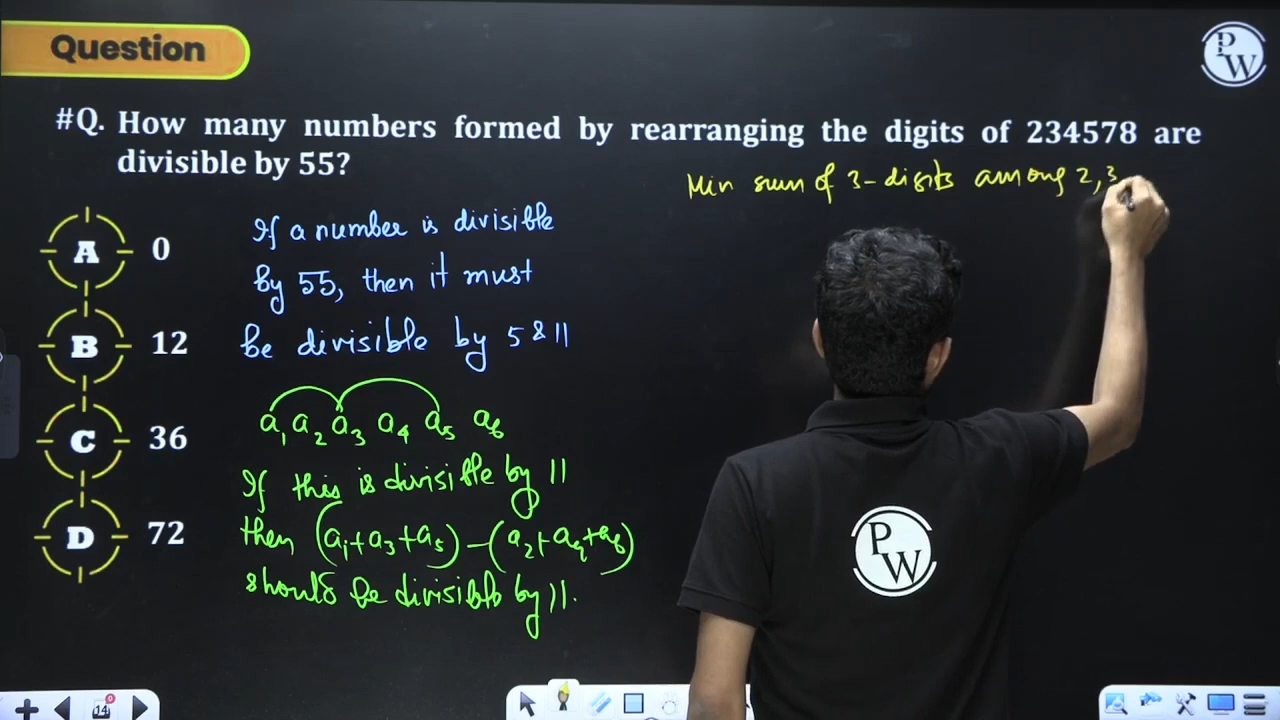 Question
PW
#Q. How many numbers formed by rearranging the digits of 234578 are
divisible by 55?
Min sum of 3-digits among 2,3
A 0
If a number is divisible
by 55, then it must
B 12
be divisible by 5 & 11
a1 a2 a3 a4 a5 a6
C 36
If this is divisible by 11
D 72
then (a1+a3+a5)-(a2+a4+a6)
should be divisible by 11.
PW
14